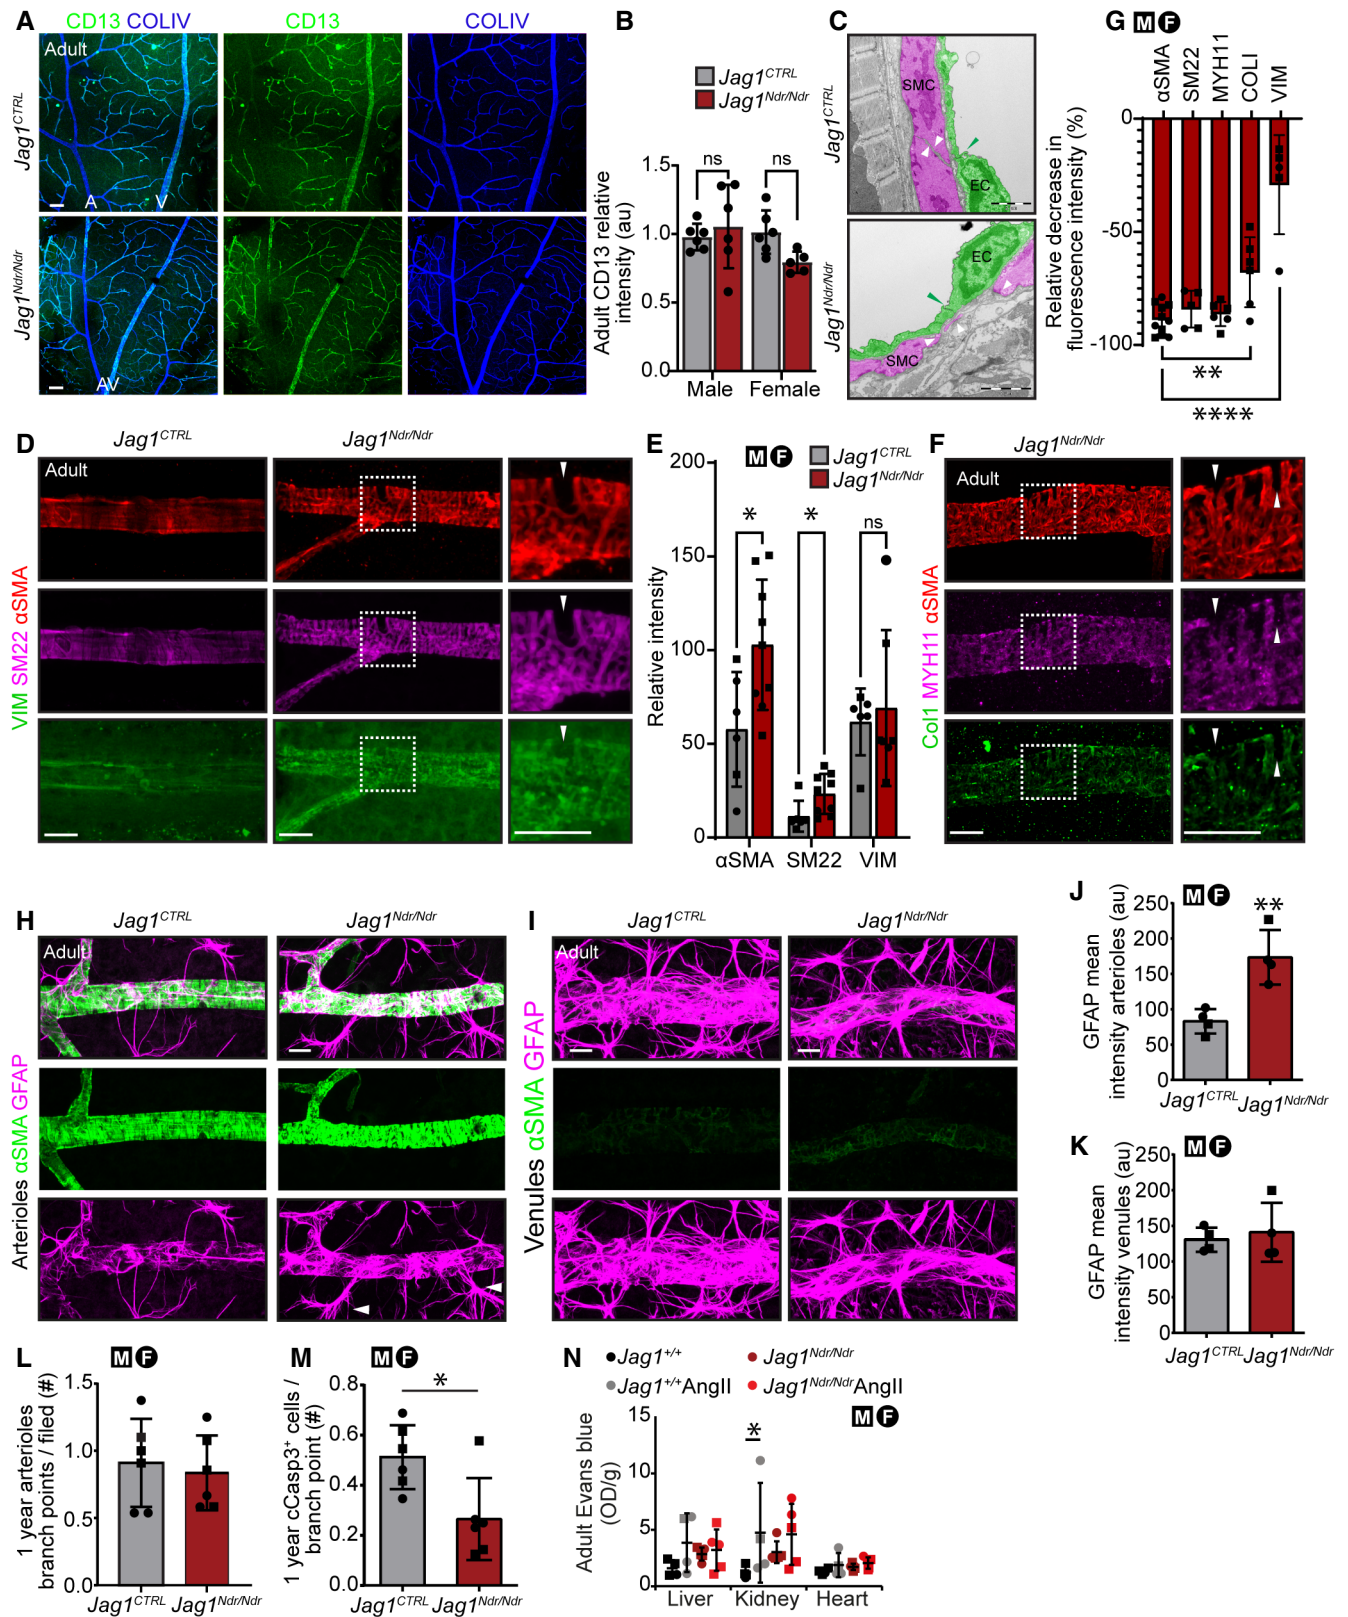 A
CD13 COLIV
CD13
COLIV
Adult
Jag1CTRL
A
V
Jag1Ndr/Ndr
AV
B
Jag1CTRL
Jag1Ndr/Ndr
Adult CD13 relative
intensity (au)
1.5
1.0
0.5
0.0
ns
ns
Male
Female
C
Jag1CTRL
SMC
EC
Jag1Ndr/Ndr
EC
SMC
G M F
αSMA
SM22
MYH11
COLI
VIM
Relative decrease in
fluorescence intensity (%)
0
-50
-100
**
****
D
Jag1CTRL
Jag1Ndr/Ndr
Adult
VIM SM22 αSMA
E
M F
Jag1CTRL
Jag1Ndr/Ndr
Relative intensity
200
150
100
50
0
*
*
ns
αSMA
SM22
VIM
F
Jag1Ndr/Ndr
Adult
Col1 MYH11 αSMA
H
Jag1CTRL
Jag1Ndr/Ndr
Adult
Arterioles αSMA GFAP
I
Jag1CTRL
Jag1Ndr/Ndr
Adult
Venules αSMA GFAP
J
M F
GFAP mean
intensity arterioles (au)
250
200
150
100
50
0
**
Jag1CTRL
Jag1Ndr/Ndr
K
M F
GFAP mean
intensity venules (au)
250
200
150
100
50
0
Jag1CTRL
Jag1Ndr/Ndr
L
M F
1 year arterioles
branch points / filed (#)
1.5
1.0
0.5
0.0
Jag1CTRL
Jag1Ndr/Ndr
M
M F
1 year cCasp3+ cells /
branch point (#)
0.8
0.6
0.4
0.2
0.0
*
Jag1CTRL
Jag1Ndr/Ndr
N
Jag1+/+
Jag1Ndr/Ndr
Jag1+/+AngII
Jag1Ndr/NdrAngII
M F
Adult Evans blue
(OD/g)
15
10
5
0
*
Liver
Kidney
Heart